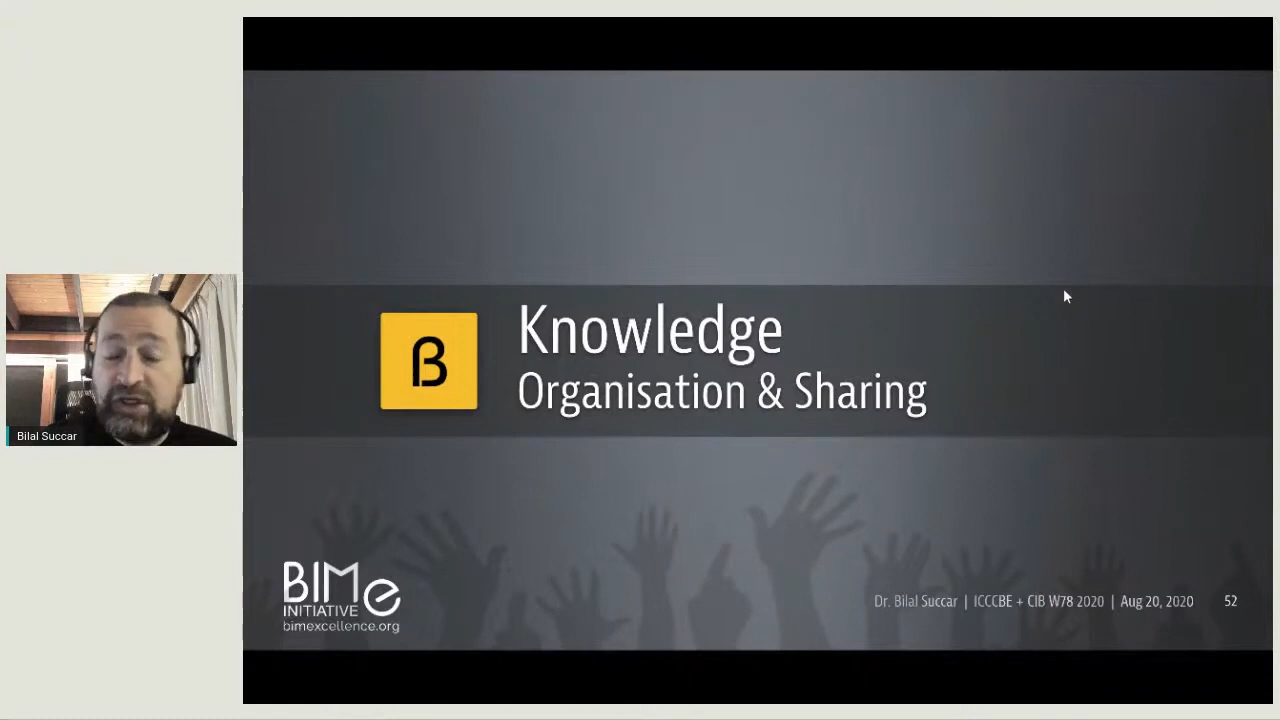 Bilal Succar
ß
Knowledge
Organisation & Sharing
BIMe
INITIATIVE
bimexcellence.org
Dr. Bilal Succar | ICCCBE + CIB W78 2020 | Aug 20, 2020 52